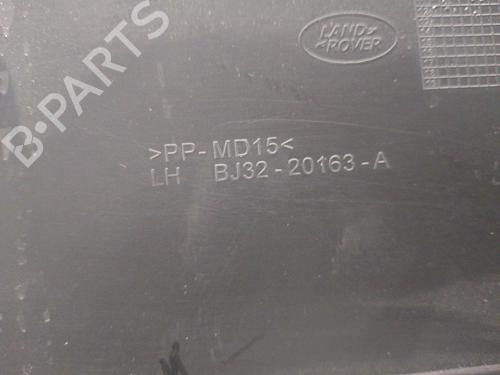 LAND
ROVER
B-PARTS
>PP-MD15<
LH BJ32-20163-A